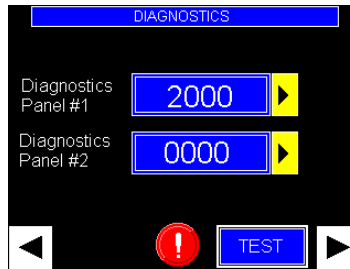 DIAGNOSTICS
Diagnostics
Panel #1
2000
Diagnostics
Panel #2
0000
!
TEST